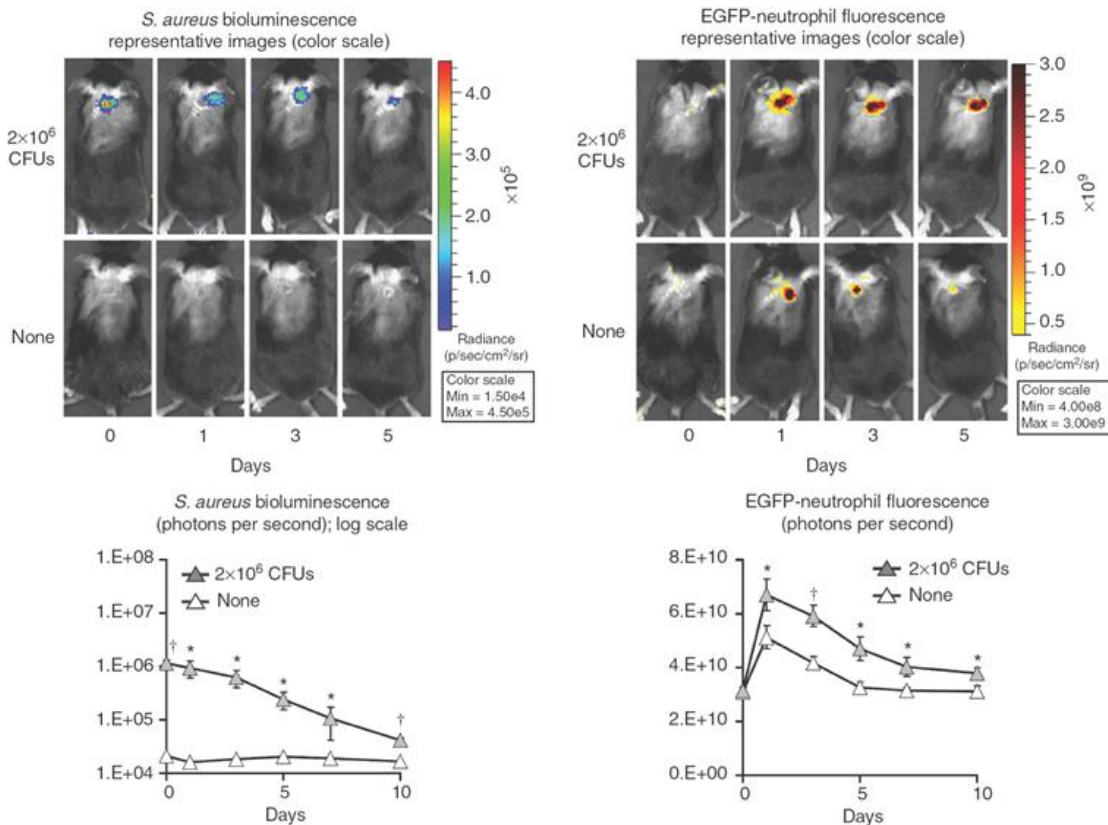 S. aureus bioluminescence
representative images (color scale)
2×10⁶
CFUs
None
4.0
3.0
2.0
1.0
×10⁵
Radiance
(p/sec/cm²/sr)
Color scale
Min = 1.50e4
Max = 4.50e5
0 1 3 5
Days
EGFP-neutrophil fluorescence
representative images (color scale)
2×10⁶
CFUs
None
3.0
2.5
2.0
1.5
1.0
0.5
×10⁹
Radiance
(p/sec/cm²/sr)
Color scale
Min = 4.00e8
Max = 3.00e9
0 1 3 5
Days
S. aureus bioluminescence
(photons per second); log scale
1.E+08
1.E+07
1.E+06
1.E+05
1.E+04
2×10⁶ CFUs
None
† * * * * †
0 5 10
Days
EGFP-neutrophil fluorescence
(photons per second)
8.E+10
6.E+10
4.E+10
2.E+10
0.E+00
2×10⁶ CFUs
None
* † * * *
0 5 10
Days